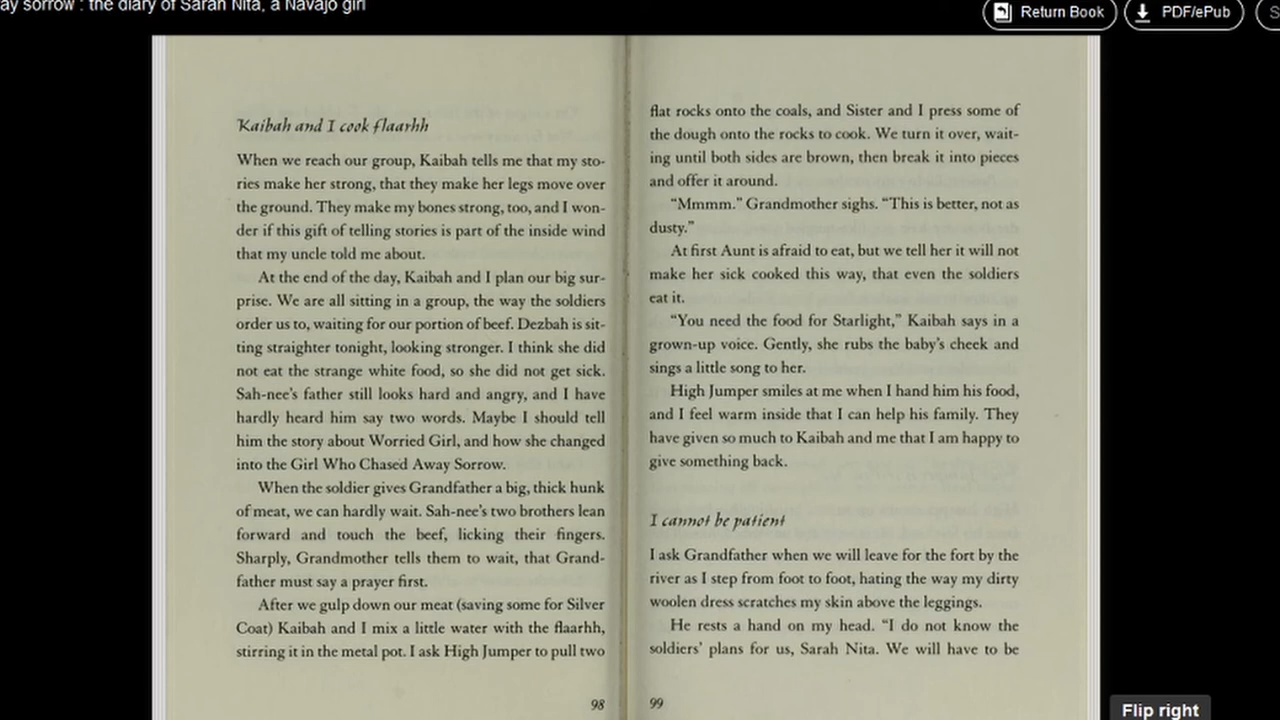 ay sorrow : the diary of Sarah Nita, a Navajo girl
Return Book
PDF/ePub
Kaibah and I cook flaarhh
When we reach our group, Kaibah tells me that my sto-
ries make her strong, that they make her legs move over
the ground. They make my bones strong, too, and I won-
der if this gift of telling stories is part of the inside wind
that my uncle told me about.
At the end of the day, Kaibah and I plan our big sur-
prise. We are all sitting in a group, the way the soldiers
order us to, waiting for our portion of beef. Dezbah is sit-
ting straighter tonight, looking stronger. I think she did
not eat the strange white food, so she did not get sick.
Sah-nee's father still looks hard and angry, and I have
hardly heard him say two words. Maybe I should tell
him the story about Worried Girl, and how she changed
into the Girl Who Chased Away Sorrow.
When the soldier gives Grandfather a big, thick hunk
of meat, we can hardly wait. Sah-nee's two brothers lean
forward and touch the beef, licking their fingers.
Sharply, Grandmother tells them to wait, that Grand-
father must say a prayer first.
After we gulp down our meat (saving some for Silver
Coat) Kaibah and I mix a little water with the flaarhh,
stirring it in the metal pot. I ask High Jumper to pull two
98
flat rocks onto the coals, and Sister and I press some of
the dough onto the rocks to cook. We turn it over, wait-
ing until both sides are brown, then break it into pieces
and offer it around.
“Mmmm.” Grandmother sighs. “This is better, not as
dusty.”
At first Aunt is afraid to eat, but we tell her it will not
make her sick cooked this way, that even the soldiers
eat it.
“You need the food for Starlight,” Kaibah says in a
grown-up voice. Gently, she rubs the baby's cheek and
sings a little song to her.
High Jumper smiles at me when I hand him his food,
and I feel warm inside that I can help his family. They
have given so much to Kaibah and me that I am happy to
give something back.
I cannot be patient
I ask Grandfather when we will leave for the fort by the
river as I step from foot to foot, hating the way my dirty
woolen dress scratches my skin above the leggings.
He rests a hand on my head. “I do not know the
soldiers' plans for us, Sarah Nita. We will have to be
99
Flip right